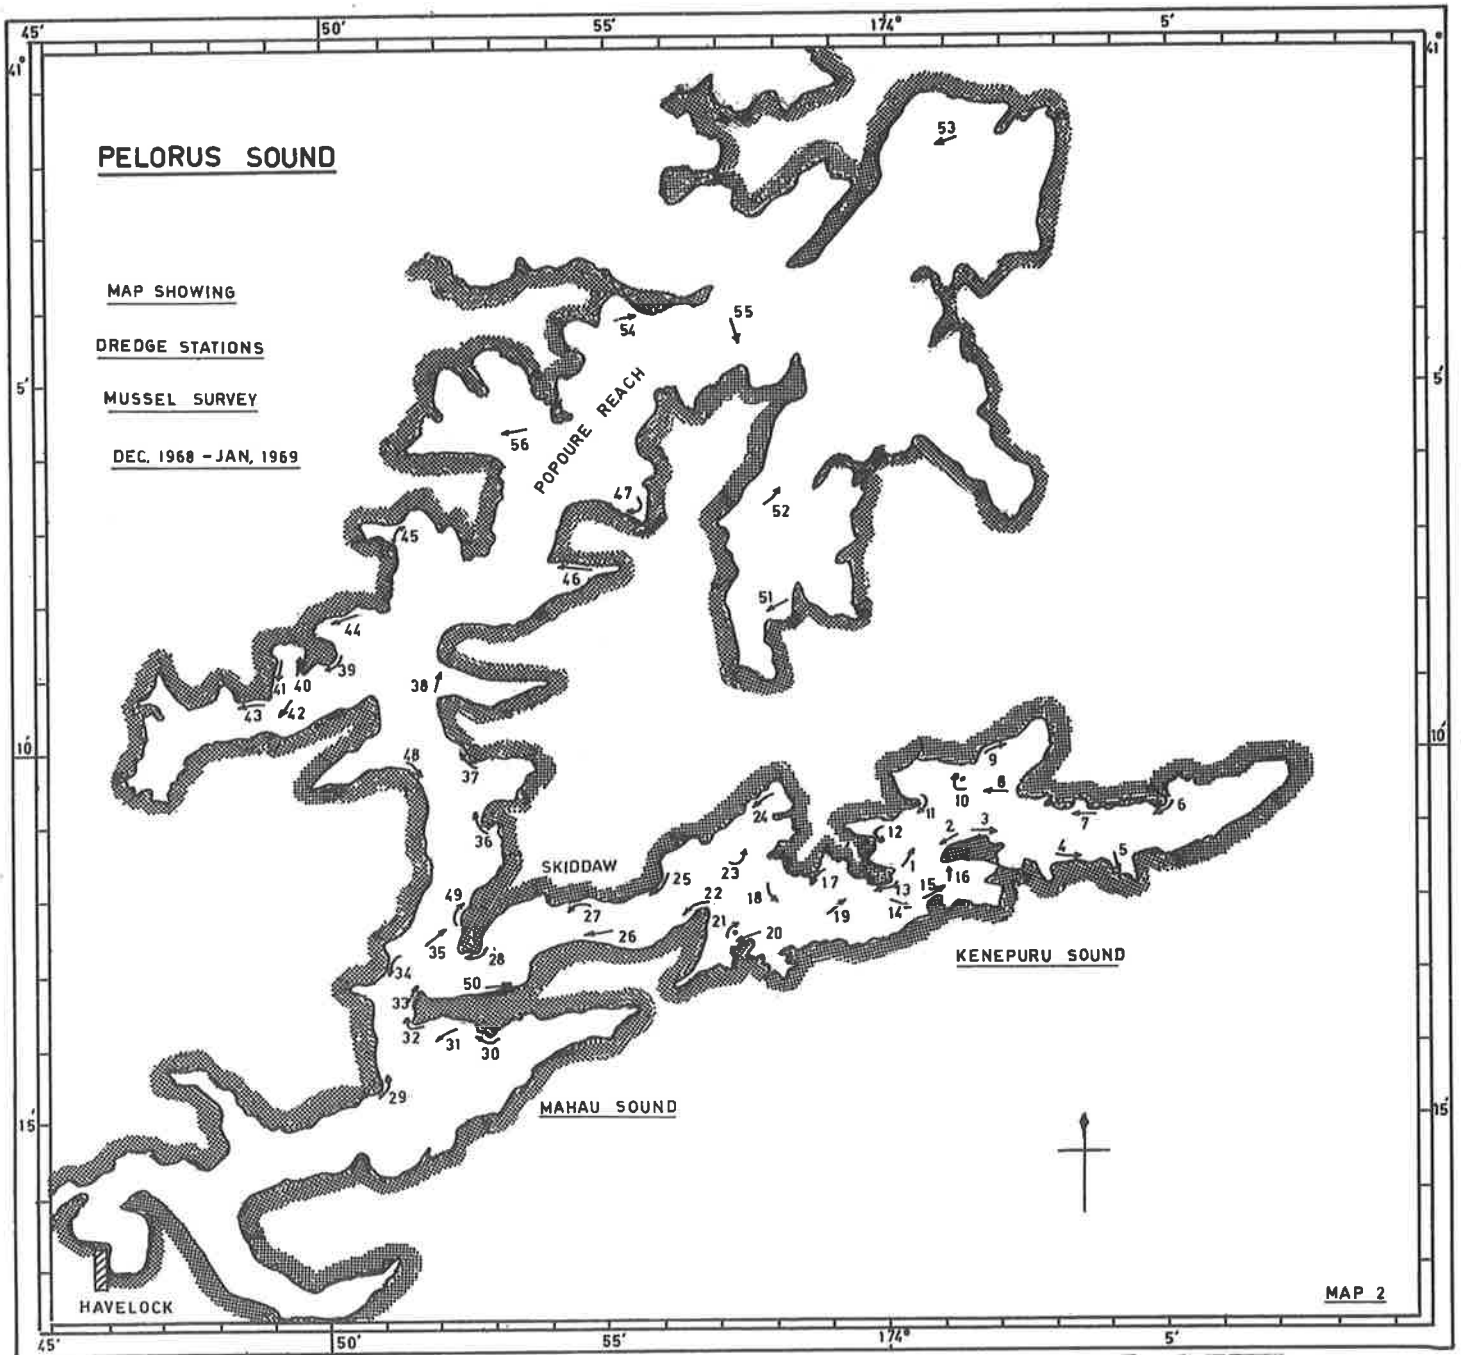 45' 50' 55' 174° 5'
41° 41°
53
PELORUS SOUND
MAP SHOWING
55
54
DREDGE STATIONS
5' 5'
MUSSEL SURVEY
POPOURE REACH
56
DEC. 1968 - JAN, 1969
47
52
45
46
51
44
39
38
41 40
43 42
10' 48 9 10'
37
8
10
6
24 11
7
36 12 2 3
4 5
SKIDDAW
23 1
25 17 16
49 18 13 15
22
27 19 14
21
26 20
35
28 KENEPURU SOUND
34
50
33
32 31
30
29
MAHAU SOUND
15' 15'
MAP 2
HAVELOCK
45' 50' 55' 174° 5'